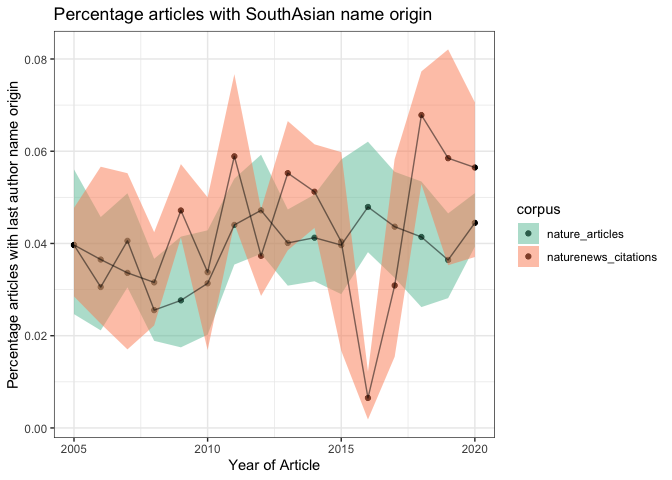 Percentage articles with SouthAsian name origin
Percentage articles with last author name origin
0.08
0.06
0.04
0.02
0.00
2005
2010
2015
2020
Year of Article
corpus
nature_articles
naturenews_citations